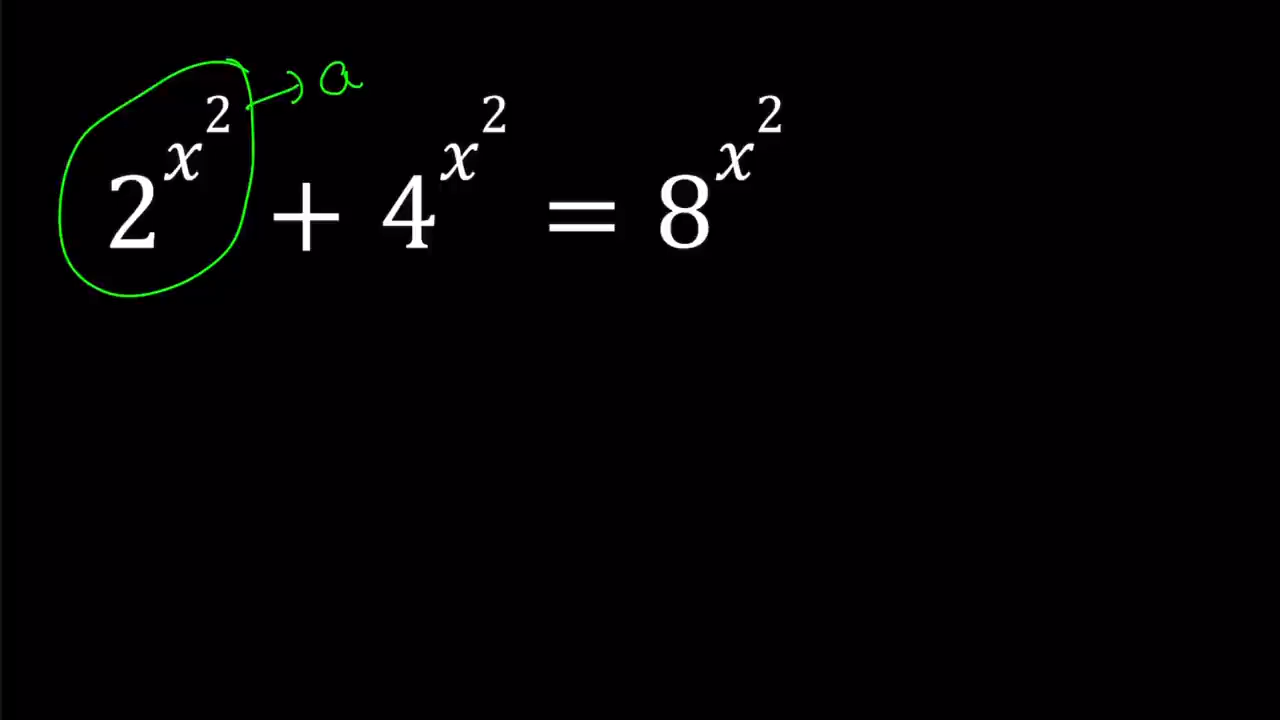 → a
2^{x^2} + 4^{x^2} = 8^{x^2}